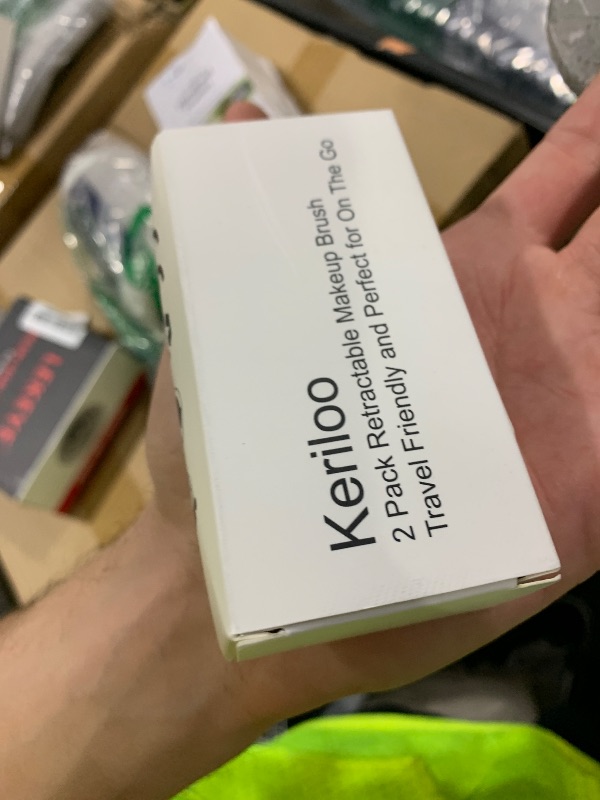 Keriloo
2 Pack Retractable Makeup Brush
Travel Friendly and Perfect for On The Go